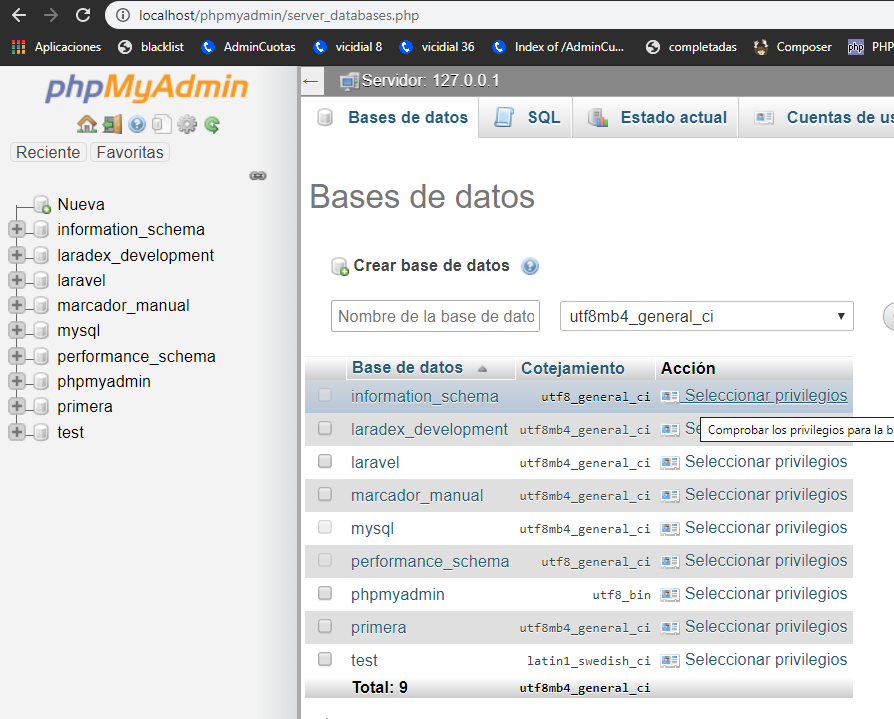 localhost/phpmyadmin/server_databases.php
Aplicaciones blacklist AdminCuotas vicidial 8 vicidial 36 Index of /AdminCu... completadas Composer php PHP
phpMyAdmin
Reciente Favoritas
Nueva
information_schema
laradex_development
laravel
marcador_manual
mysql
performance_schema
phpmyadmin
primera
test
Servidor: 127.0.0.1
Bases de datos SQL Estado actual Cuentas de us
Bases de datos
Crear base de datos
Nombre de la base de dato utf8mb4_general_ci
Base de datos Cotejamiento Acción
information_schema utf8_general_ci Seleccionar privilegios
laradex_development utf8mb4_general_ci Se
Comprobar los privilegios para la b
laravel utf8mb4_general_ci Seleccionar privilegios
marcador_manual utf8mb4_general_ci Seleccionar privilegios
mysql utf8mb4_general_ci Seleccionar privilegios
performance_schema utf8_general_ci Seleccionar privilegios
phpmyadmin utf8_bin Seleccionar privilegios
primera utf8mb4_general_ci Seleccionar privilegios
test latin1_swedish_ci Seleccionar privilegios
Total: 9 utf8mb4_general_ci